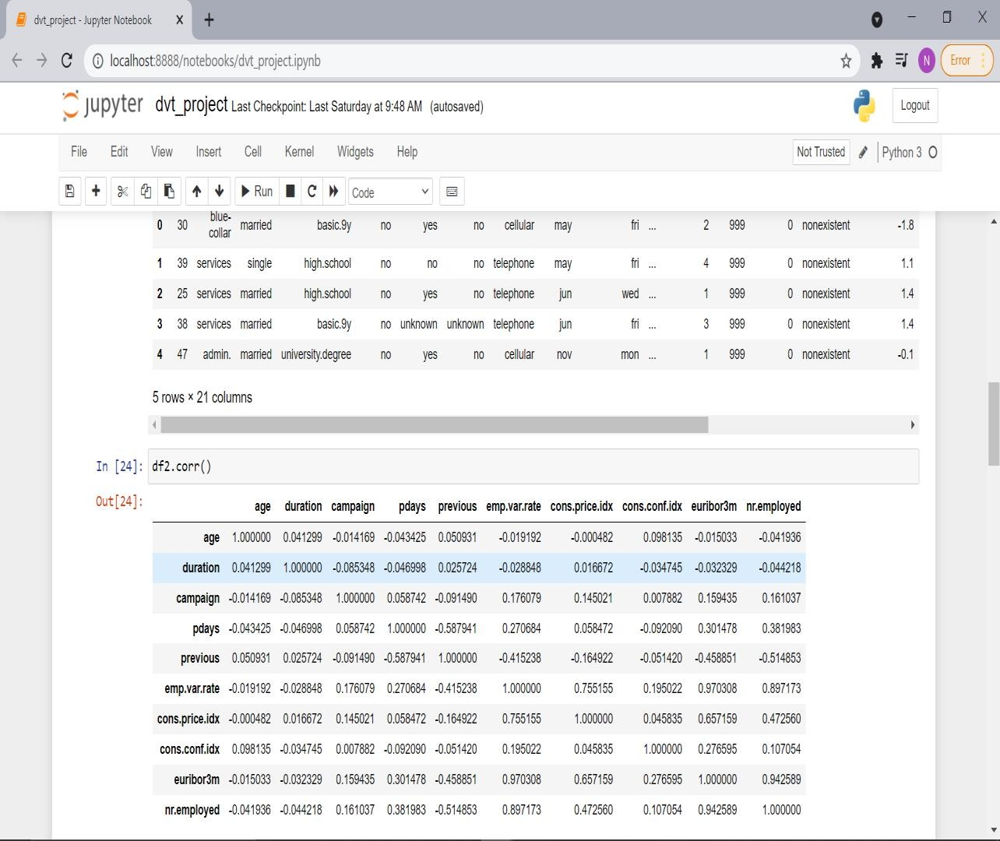 dvt_project - Jupyter Notebook
localhost:8888/notebooks/dvt_project.ipynb
N
Error
jupyter dvt_project Last Checkpoint: Last Saturday at 9:48 AM (autosaved)
Logout
File Edit View Insert Cell Kernel Widgets Help
Not Trusted Python 3
Run Code
0 30 blue-collar married basic.9y no yes no cellular may fri ... 2 999 0 nonexistent -1.8
1 39 services single high.school no no no telephone may fri ... 4 999 0 nonexistent 1.1
2 25 services married high.school no yes no telephone jun wed ... 1 999 0 nonexistent 1.4
3 38 services married basic.9y no unknown unknown telephone jun fri ... 3 999 0 nonexistent 1.4
4 47 admin. married university.degree no yes no cellular nov mon ... 1 999 0 nonexistent -0.1
5 rows × 21 columns
In [24]: df2.corr()
Out[24]:
age duration campaign pdays previous emp.var.rate cons.price.idx cons.conf.idx euribor3m nr.employed
age 1.000000 0.041299 -0.014169 -0.043425 0.050931 -0.019192 -0.000482 0.098135 -0.015033 -0.041936
duration 0.041299 1.000000 -0.085348 -0.046998 0.025724 -0.028848 0.016672 -0.034745 -0.032329 -0.044218
campaign -0.014169 -0.085348 1.000000 0.058742 -0.091490 0.176079 0.145021 0.007882 0.159435 0.161037
pdays -0.043425 -0.046998 0.058742 1.000000 -0.587941 0.270684 0.058472 -0.092090 0.301478 0.381983
previous 0.050931 0.025724 -0.091490 -0.587941 1.000000 -0.415238 -0.164922 -0.051420 -0.458851 -0.514853
emp.var.rate -0.019192 -0.028848 0.176079 0.270684 -0.415238 1.000000 0.755155 0.195022 0.970308 0.897173
cons.price.idx -0.000482 0.016672 0.145021 0.058472 -0.164922 0.755155 1.000000 0.045835 0.657159 0.472560
cons.conf.idx 0.098135 -0.034745 0.007882 -0.092090 -0.051420 0.195022 0.045835 1.000000 0.276595 0.107054
euribor3m -0.015033 -0.032329 0.159435 0.301478 -0.458851 0.970308 0.657159 0.276595 1.000000 0.942589
nr.employed -0.041936 -0.044218 0.161037 0.381983 -0.514853 0.897173 0.472560 0.107054 0.942589 1.000000